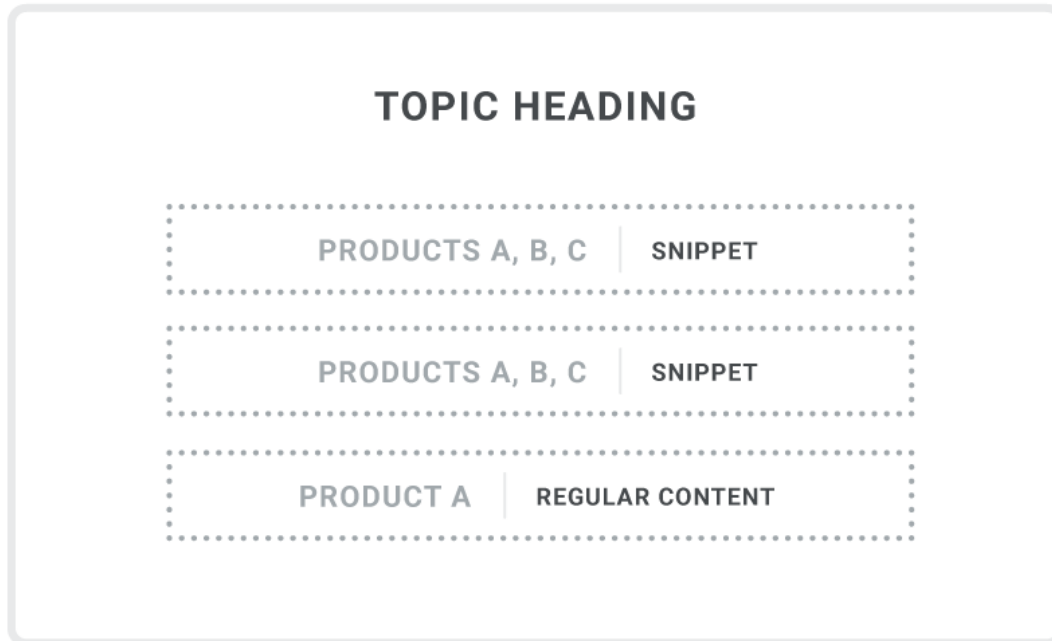 TOPIC HEADING
PRODUCTS A, B, C SNIPPET
PRODUCTS A, B, C SNIPPET
PRODUCT A REGULAR CONTENT